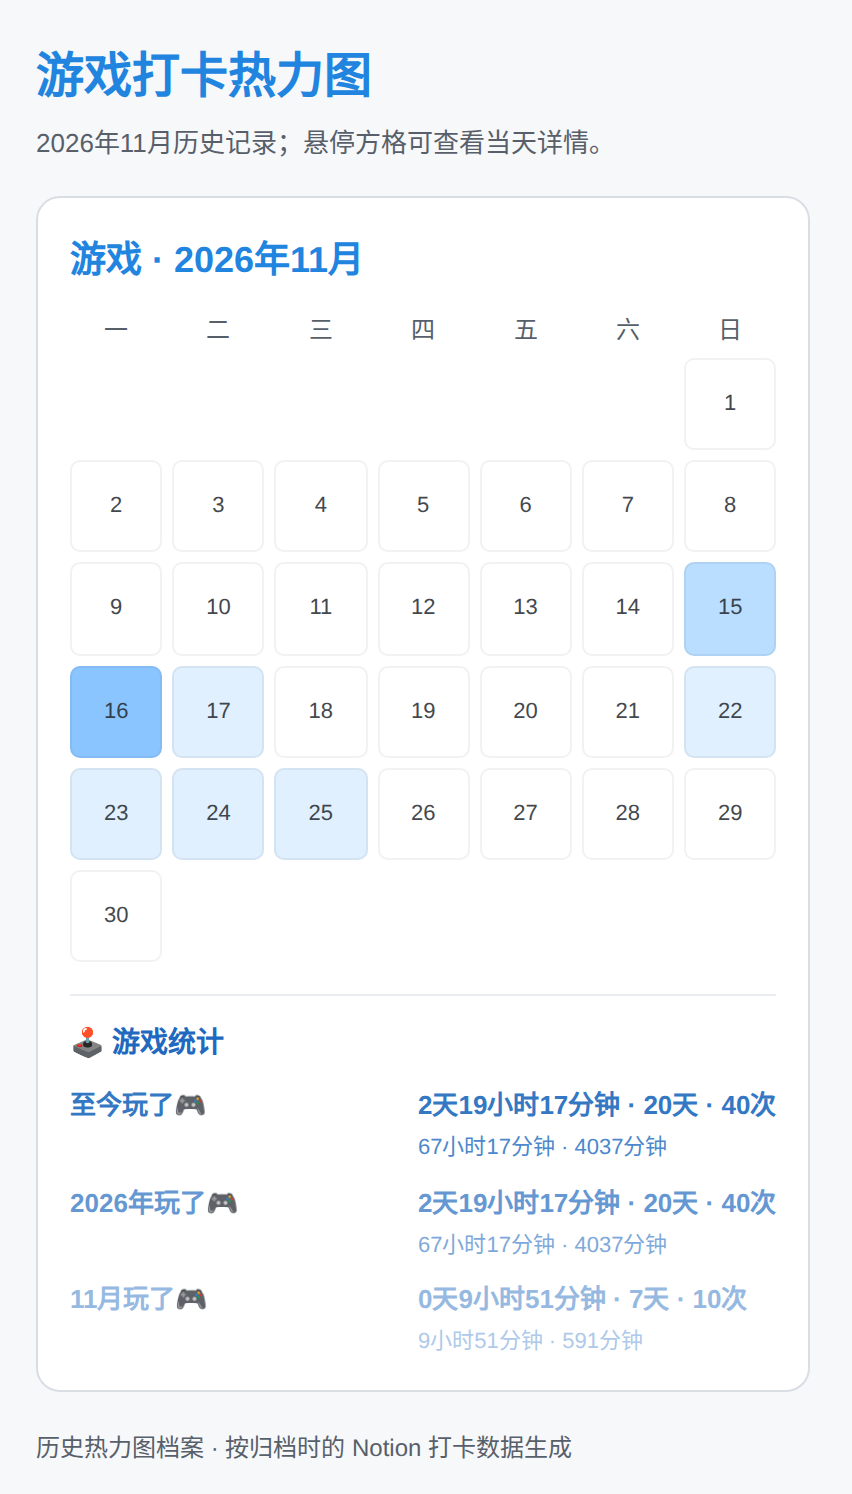 游戏打卡热力图
2026年11月历史记录；悬停方格可查看当天详情。
游戏 · 2026年11月
一 二 三 四 五 六 日
1
2 3 4 5 6 7 8
9 10 11 12 13 14 15
16 17 18 19 20 21 22
23 24 25 26 27 28 29
30
🕹️ 游戏统计
至今玩了🎮 2天19小时17分钟 · 20天 · 40次
67小时17分钟 · 4037分钟
2026年玩了🎮 2天19小时17分钟 · 20天 · 40次
67小时17分钟 · 4037分钟
11月玩了🎮 0天9小时51分钟 · 7天 · 10次
9小时51分钟 · 591分钟
历史热力图档案 · 按归档时的 Notion 打卡数据生成